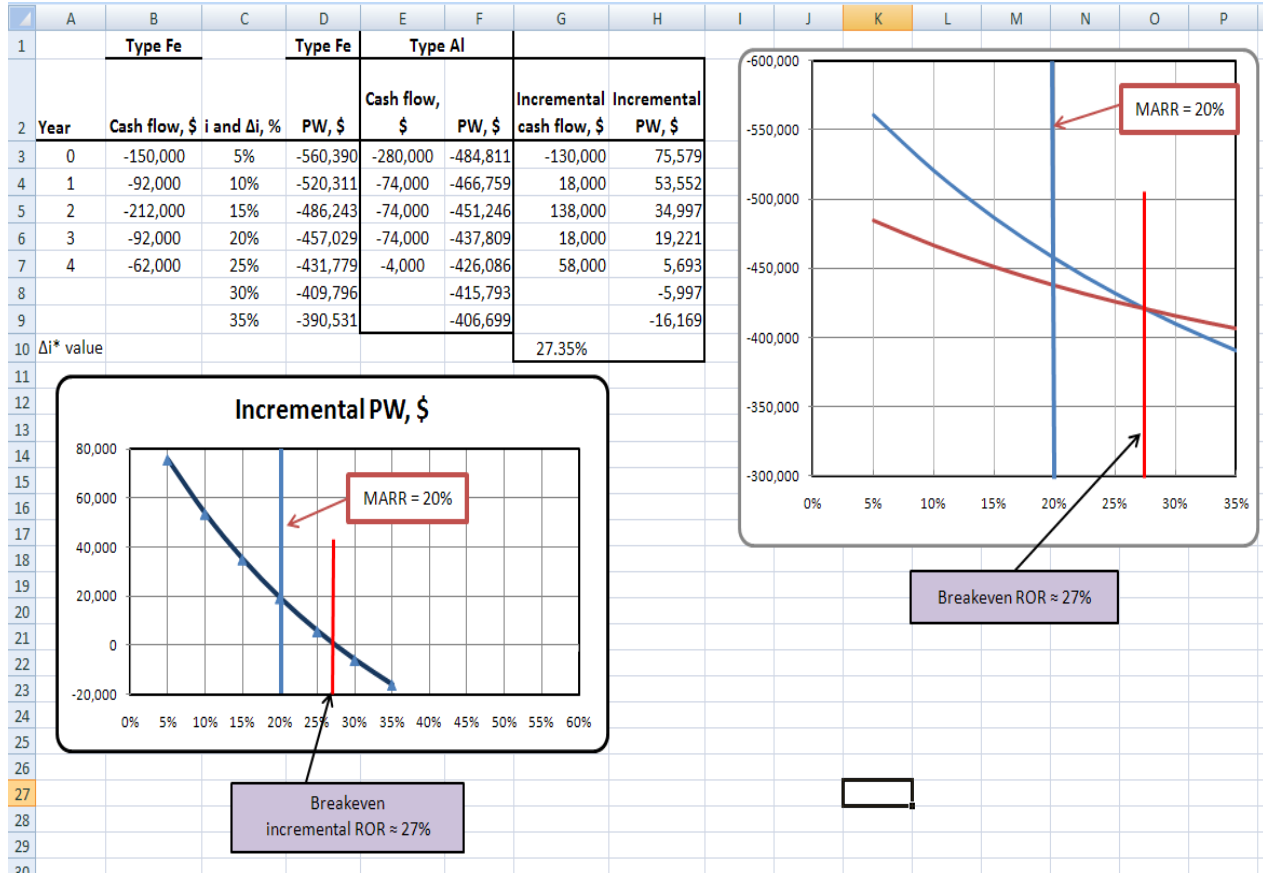 A B C D E F G H I J K L M N O P
1 Type Fe Type Fe Type Al
2 Year Cash flow, $ i and Δi, % PW, $ Cash flow, $ PW, $ Incremental cash flow, $ Incremental PW, $
3 0 -150,000 5% -560,390 -280,000 -484,811 -130,000 75,579
4 1 -92,000 10% -520,311 -74,000 -466,759 18,000 53,552
5 2 -212,000 15% -486,243 -74,000 -451,246 138,000 34,997
6 3 -92,000 20% -457,029 -74,000 -437,809 18,000 19,221
7 4 -62,000 25% -431,779 -4,000 -426,086 58,000 5,693
8 30% -409,796 -415,793 -5,997
9 35% -390,531 -406,699 -16,169
10 Δi* value 27.35%
11
12
13
14
15
16
17
18
19
20
21
22
23
24
25
26
27
28
29
30
Incremental PW, $
80,000
60,000
40,000
20,000
0
-20,000
0% 5% 10% 15% 20% 25% 30% 35% 40% 45% 50% 55% 60%
MARR = 20%
Breakeven
incremental ROR ≈ 27%
-600,000
-550,000
-500,000
-450,000
-400,000
-350,000
-300,000
0% 5% 10% 15% 20% 25% 30% 35%
MARR = 20%
Breakeven ROR ≈ 27%